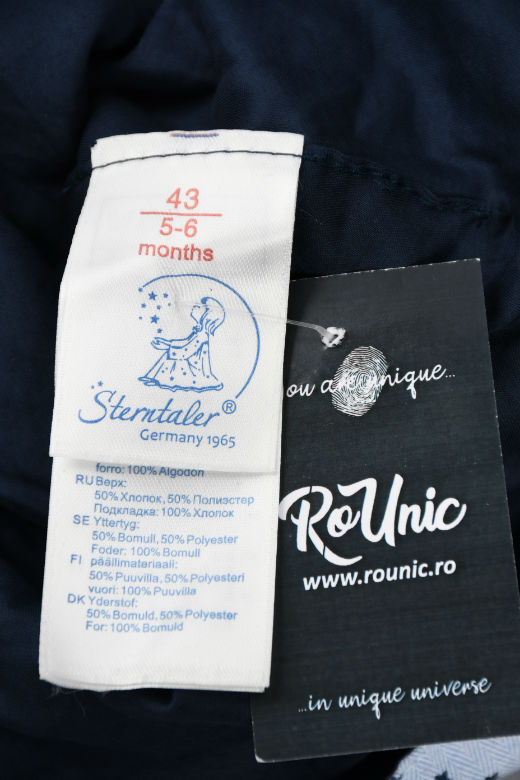 43
5-6
months
Sterntaler®
Germany 1965
forro: 100% Algodon
RU Верх:
50% Хлопок, 50% Полиэстер
Подкладка: 100% Хлопок
SE Yttertyg:
50% Bomull, 50% Polyester
Foder: 100% Bomull
FI päällimateriaali:
50% Puuvilla, 50% Polyesteri
vuori: 100% Puuvilla
DK Yderstof:
50% Bomuld, 50% Polyester
For: 100% Bomuld
ou are unique...
RoUnic
www.rounic.ro
...in unique universe